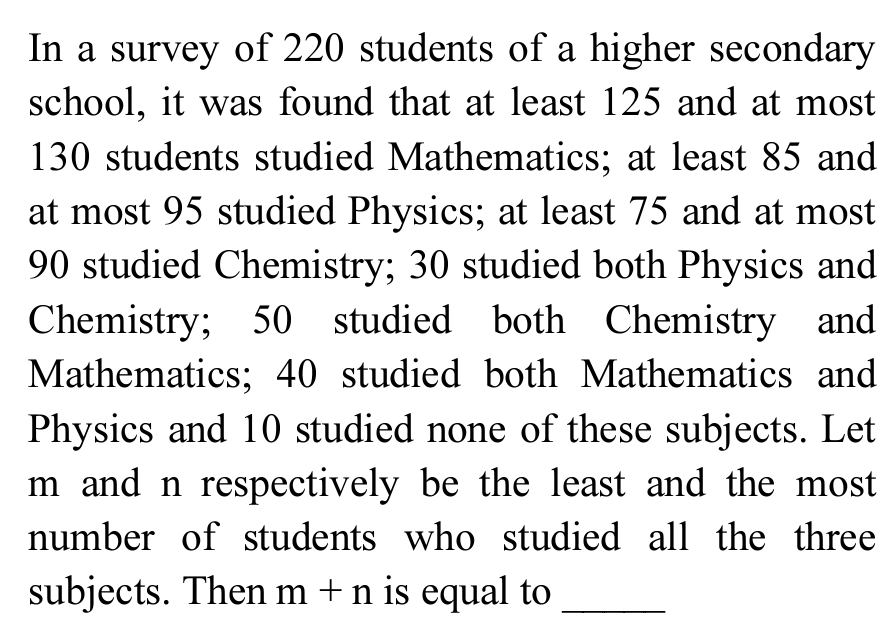 In a survey of 220 students of a higher secondary
school, it was found that at least 125 and at most
130 students studied Mathematics; at least 85 and
at most 95 studied Physics; at least 75 and at most
90 studied Chemistry; 30 studied both Physics and
Chemistry; 50 studied both Chemistry and
Mathematics; 40 studied both Mathematics and
Physics and 10 studied none of these subjects. Let
m and n respectively be the least and the most
number of students who studied all the three
subjects. Then m + n is equal to _____